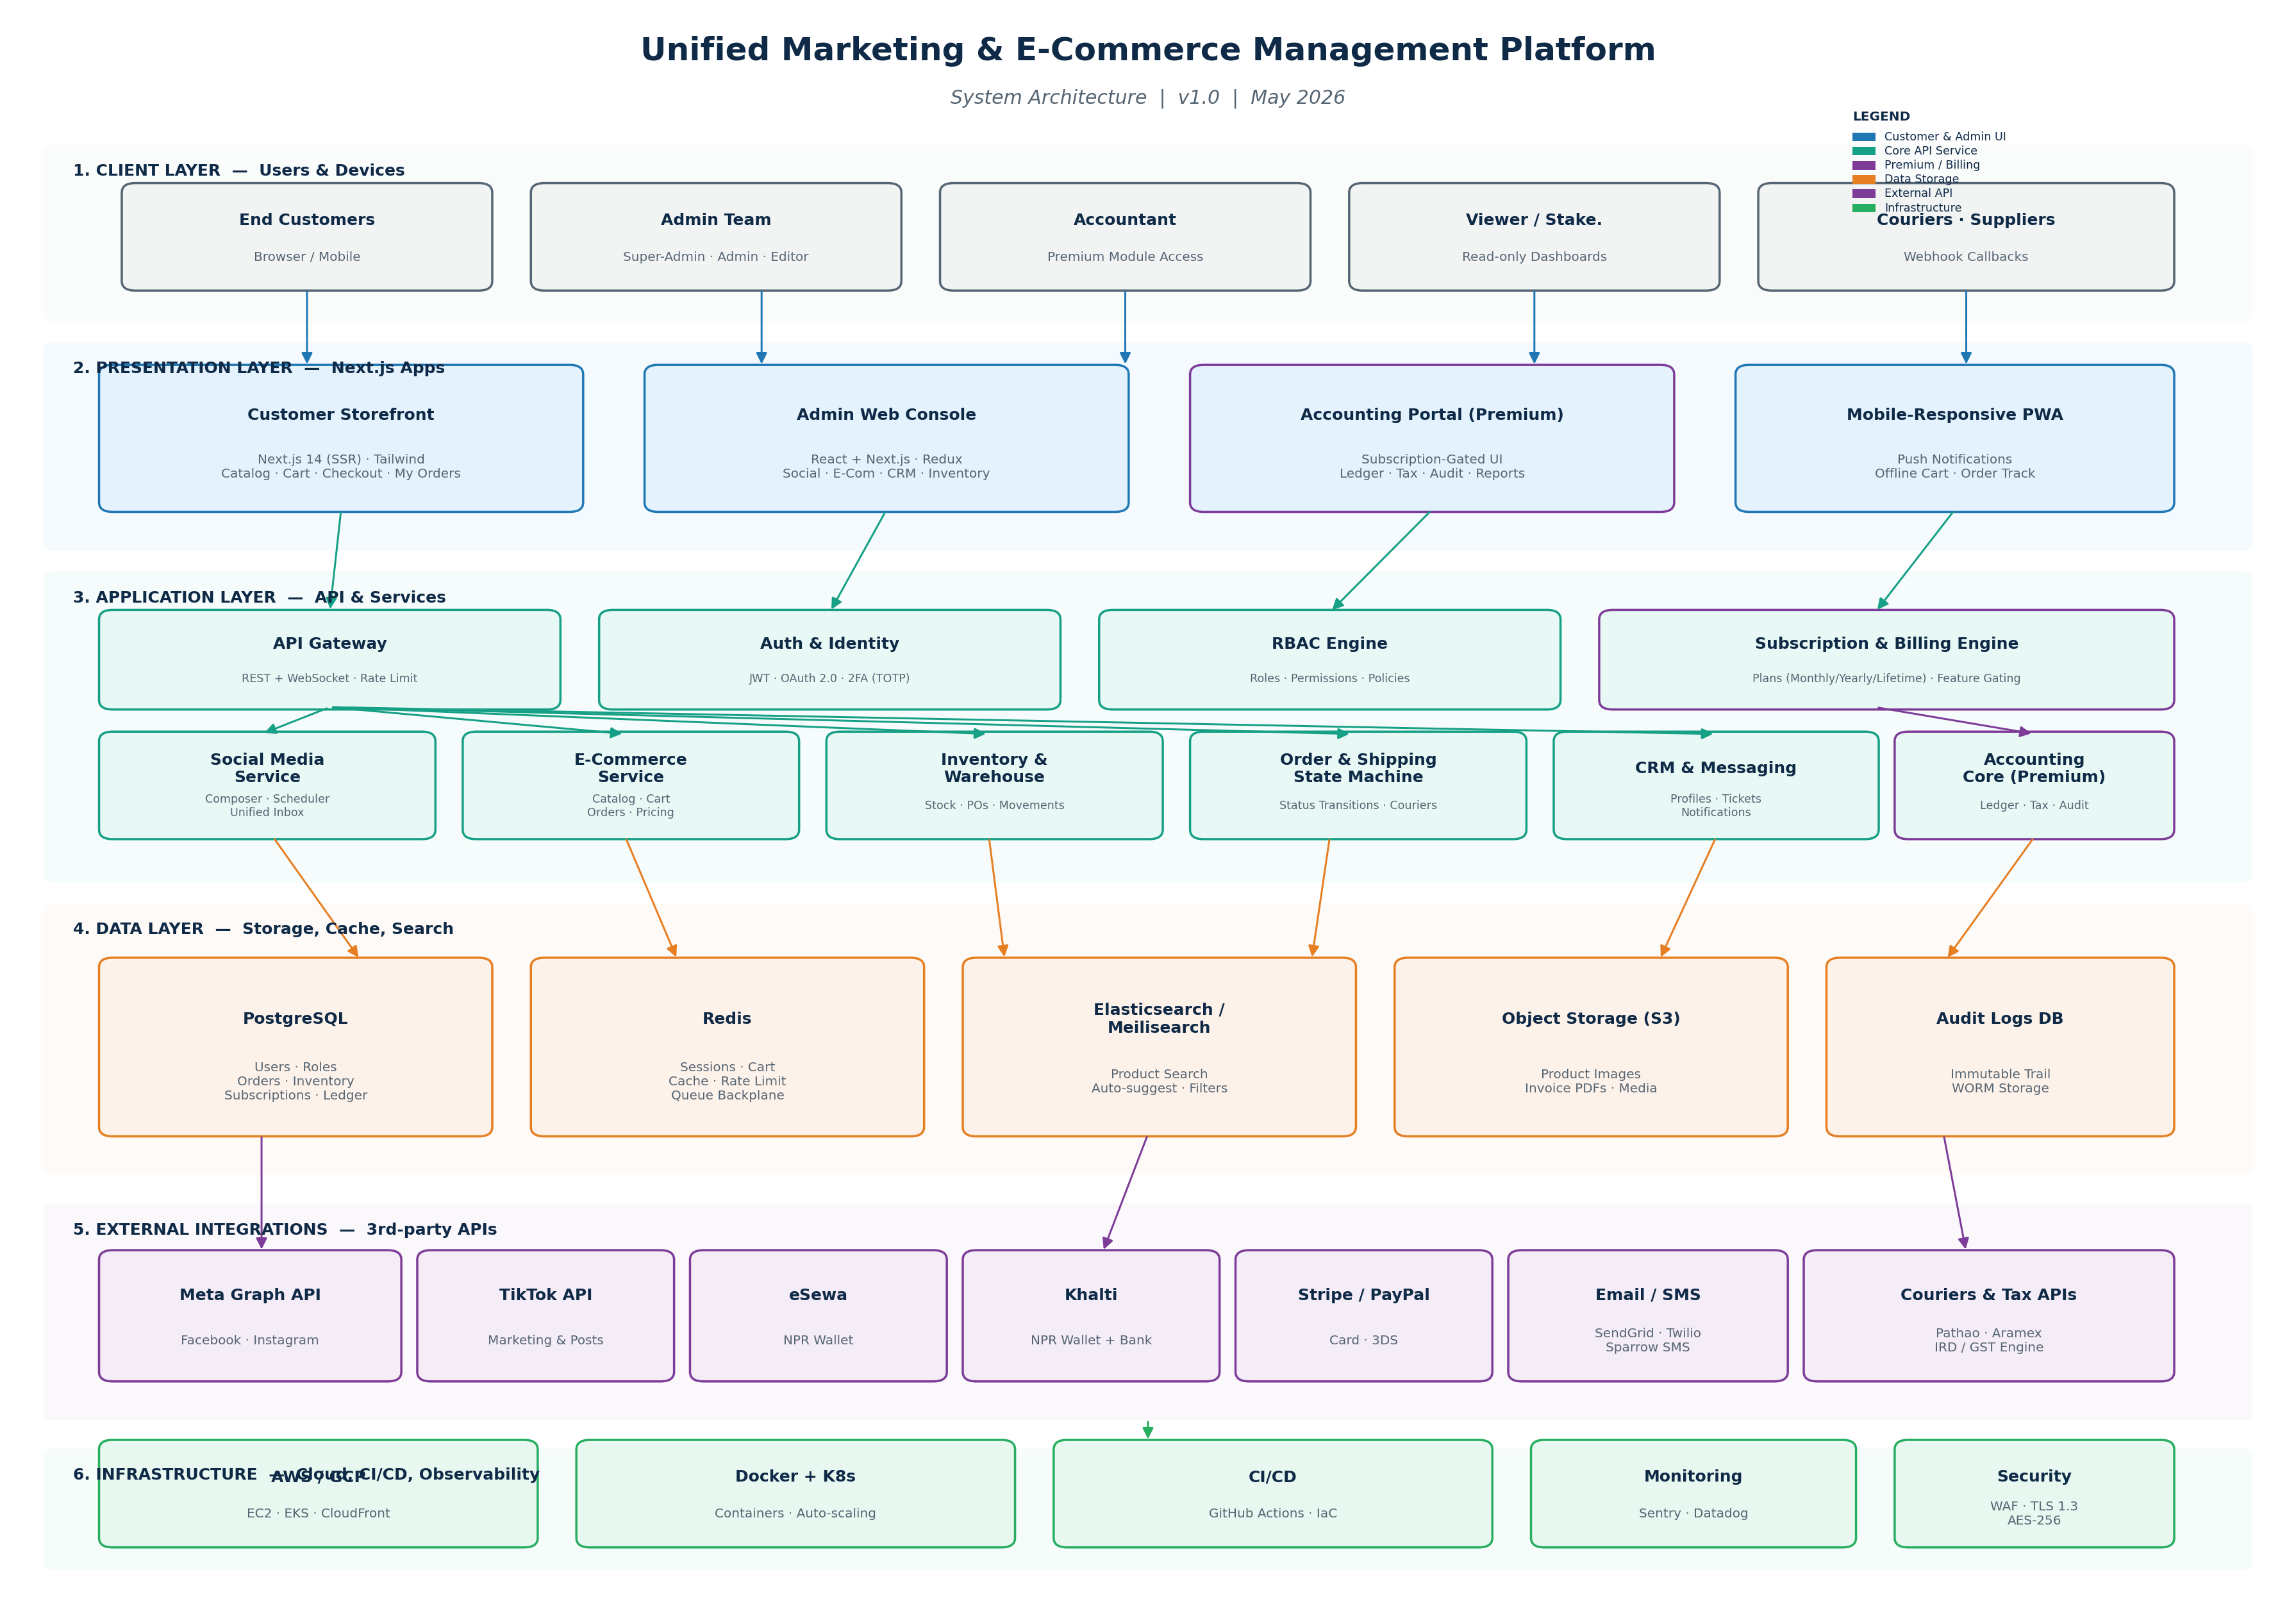 Unified Marketing & E-Commerce Management Platform
System Architecture | v1.0 | May 2026
LEGEND
Customer & Admin UI
Core API Service
Premium / Billing
Data Storage
External API
Infrastructure
1. CLIENT LAYER — Users & Devices
End Customers
Browser / Mobile
Admin Team
Super-Admin · Admin · Editor
Accountant
Premium Module Access
Viewer / Stake.
Read-only Dashboards
Couriers · Suppliers
Webhook Callbacks
2. PRESENTATION LAYER — Next.js Apps
Customer Storefront
Next.js 14 (SSR) · Tailwind
Catalog · Cart · Checkout · My Orders
Admin Web Console
React + Next.js · Redux
Social · E-Com · CRM · Inventory
Accounting Portal (Premium)
Subscription-Gated UI
Ledger · Tax · Audit · Reports
Mobile-Responsive PWA
Push Notifications
Offline Cart · Order Track
3. APPLICATION LAYER — API & Services
API Gateway
REST + WebSocket · Rate Limit
Auth & Identity
JWT · OAuth 2.0 · 2FA (TOTP)
RBAC Engine
Roles · Permissions · Policies
Subscription & Billing Engine
Plans (Monthly/Yearly/Lifetime) · Feature Gating
Social Media
Service
Composer · Scheduler
Unified Inbox
E-Commerce
Service
Catalog · Cart
Orders · Pricing
Inventory &
Warehouse
Stock · POs · Movements
Order & Shipping
State Machine
Status Transitions · Couriers
CRM & Messaging
Profiles · Tickets
Notifications
Accounting
Core (Premium)
Ledger · Tax · Audit
4. DATA LAYER — Storage, Cache, Search
PostgreSQL
Users · Roles
Orders · Inventory
Subscriptions · Ledger
Redis
Sessions · Cart
Cache · Rate Limit
Queue Backplane
Elasticsearch /
Meilisearch
Product Search
Auto-suggest · Filters
Object Storage (S3)
Product Images
Invoice PDFs · Media
Audit Logs DB
Immutable Trail
WORM Storage
5. EXTERNAL INTEGRATIONS — 3rd-party APIs
Meta Graph API
Facebook · Instagram
TikTok API
Marketing & Posts
eSewa
NPR Wallet
Khalti
NPR Wallet + Bank
Stripe / PayPal
Card · 3DS
Email / SMS
SendGrid · Twilio
Sparrow SMS
Couriers & Tax APIs
Pathao · Aramex
IRD / GST Engine
6. INFRASTRUCTURE — Cloud, CI/CD, Observability
AWS / GCP
EC2 · EKS · CloudFront
Docker + K8s
Containers · Auto-scaling
CI/CD
GitHub Actions · IaC
Monitoring
Sentry · Datadog
Security
WAF · TLS 1.3
AES-256